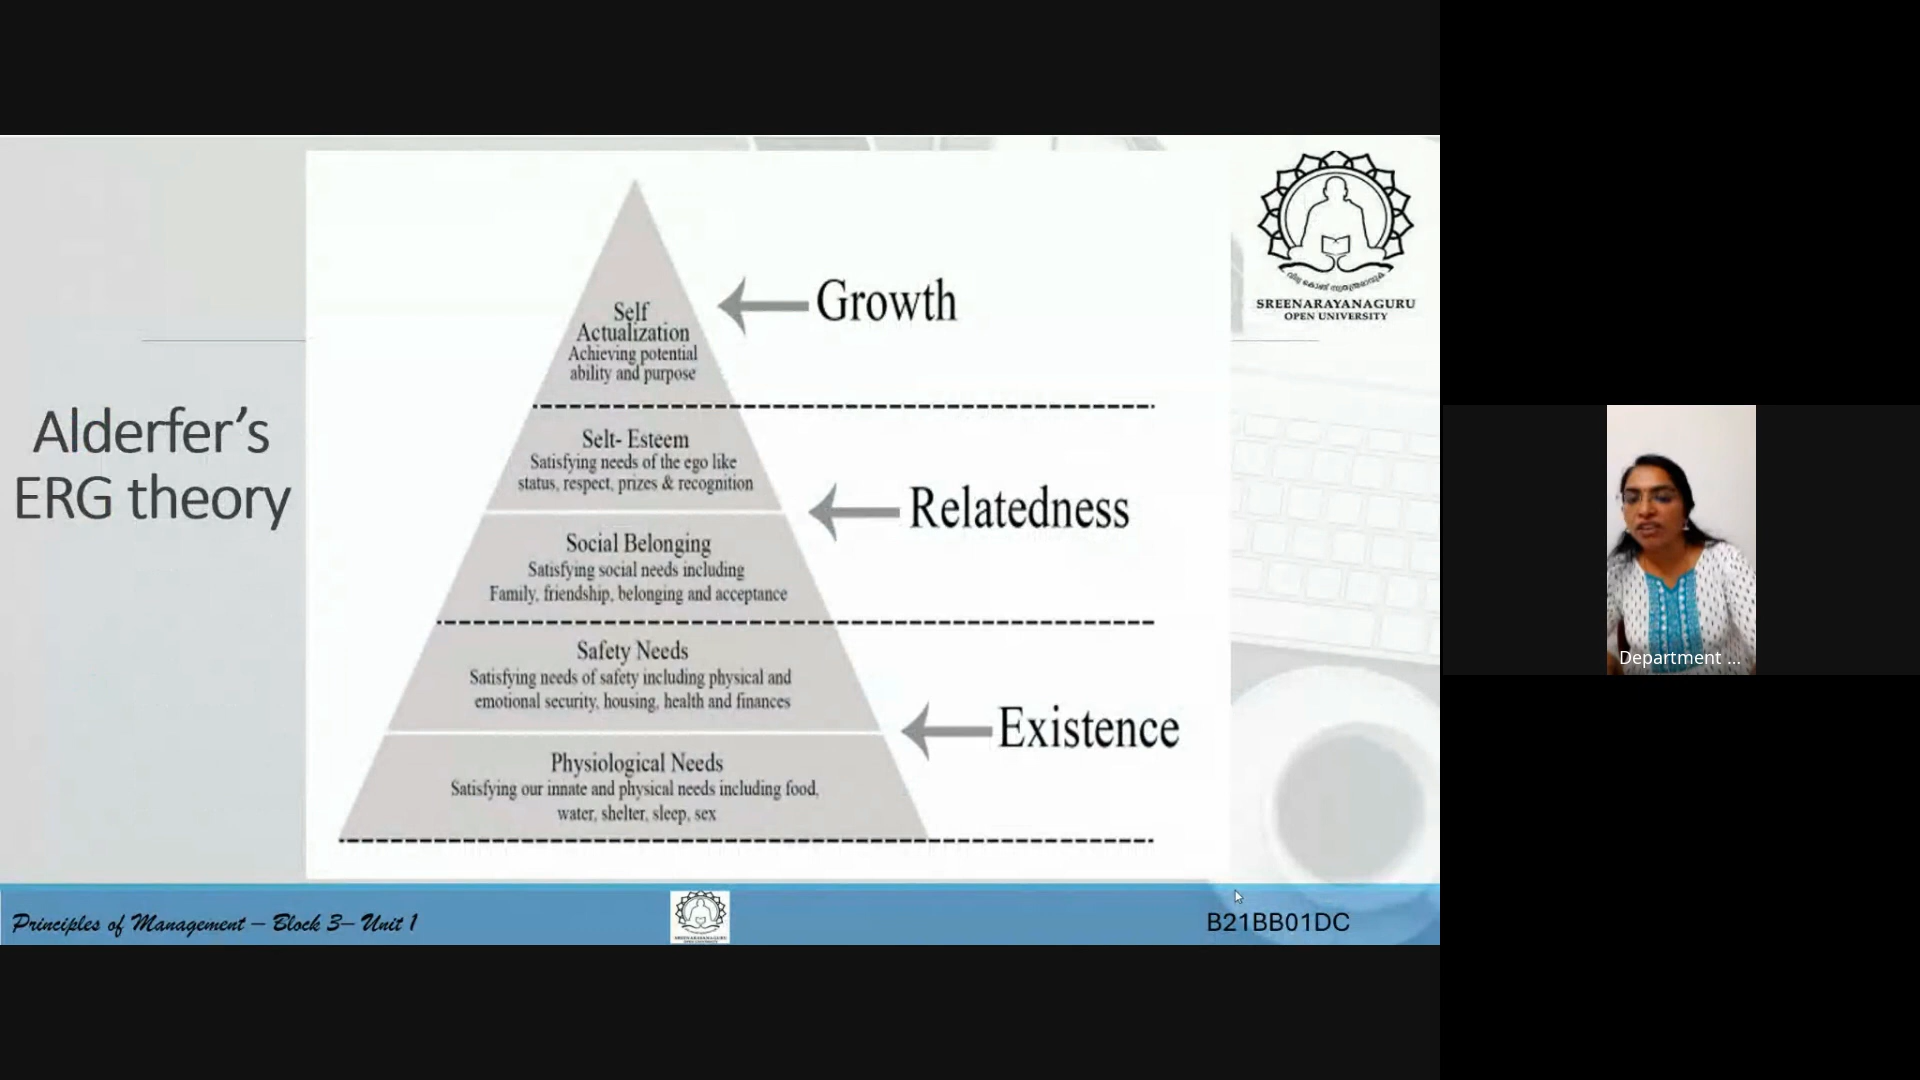 Alderfer’s
ERG theory
Self
Actualization
Achieving potential
ability and purpose
Growth
Selt- Esteem
Satisfying needs of the ego like
status, respect, prizes & recognition
Relatedness
Social Belonging
Satisfying social needs including
Family, friendship, belonging and acceptance
Safety Needs
Satisfying needs of safety including physical and
emotional security, housing, health and finances
Existence
Physiological Needs
Satisfying our innate and physical needs including food,
water, shelter, sleep, sex
SREENARAYANAGURU
OPEN UNIVERSITY
Department ...
Principles of Management – Block 3– Unit 1
B21BB01DC